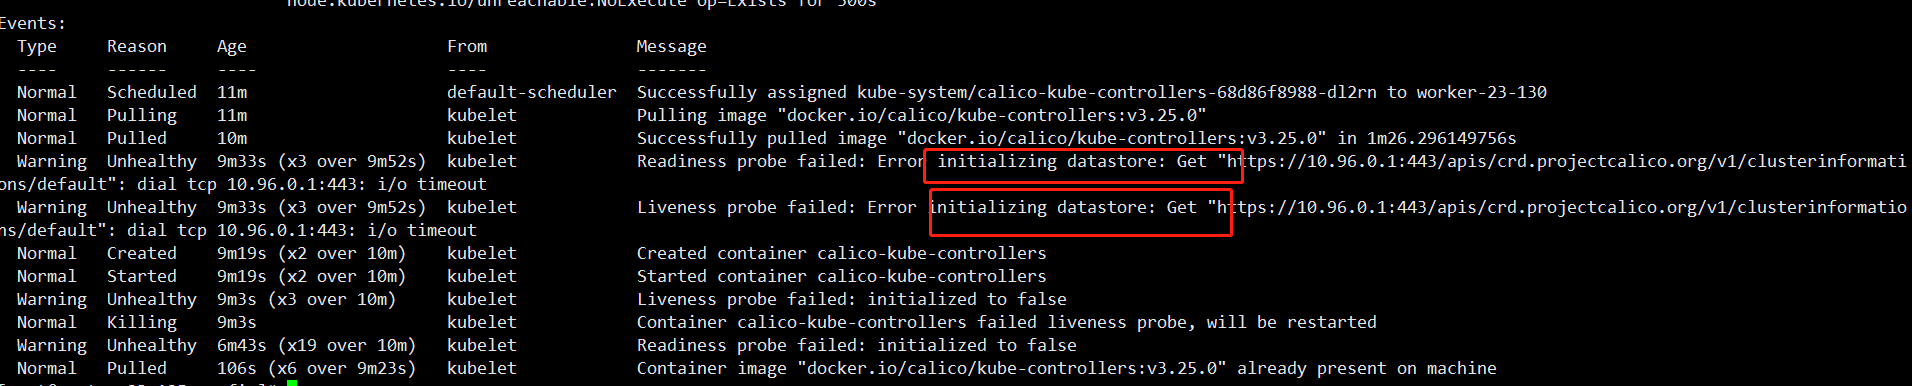 node.kubernetes.io/unreachable:NoExecute op=Exists for 300s
Events:
Type Reason Age From Message
---- ------ ---- ---- -------
Normal Scheduled 11m default-scheduler Successfully assigned kube-system/calico-kube-controllers-68d86f8988-dl2rn to worker-23-130
Normal Pulling 11m kubelet Pulling image "docker.io/calico/kube-controllers:v3.25.0"
Normal Pulled 10m kubelet Successfully pulled image "docker.io/calico/kube-controllers:v3.25.0" in 1m26.296149756s
Warning Unhealthy 9m33s (x3 over 9m52s) kubelet Readiness probe failed: Error initializing datastore: Get "https://10.96.0.1:443/apis/crd.projectcalico.org/v1/clusterinformati
ons/default": dial tcp 10.96.0.1:443: i/o timeout
Warning Unhealthy 9m33s (x3 over 9m52s) kubelet Liveness probe failed: Error initializing datastore: Get "https://10.96.0.1:443/apis/crd.projectcalico.org/v1/clusterinformatio
ns/default": dial tcp 10.96.0.1:443: i/o timeout
Normal Created 9m19s (x2 over 10m) kubelet Created container calico-kube-controllers
Normal Started 9m19s (x2 over 10m) kubelet Started container calico-kube-controllers
Warning Unhealthy 9m3s (x3 over 10m) kubelet Liveness probe failed: initialized to false
Normal Killing 9m3s kubelet Container calico-kube-controllers failed liveness probe, will be restarted
Warning Unhealthy 6m43s (x19 over 10m) kubelet Readiness probe failed: initialized to false
Normal Pulled 106s (x6 over 9m23s) kubelet Container image "docker.io/calico/kube-controllers:v3.25.0" already present on machine